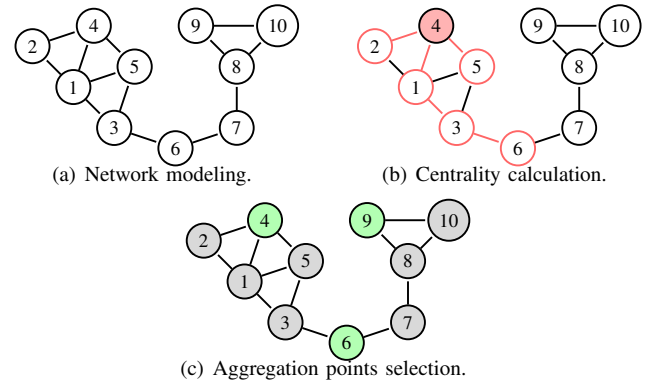 4 9 10
2 5 8
1
3 6 7
(a) Network modeling.
4 9 10
2 5 8
1
3 6 7
(b) Centrality calculation.
4 9 10
2 5 8
1
3 6 7
(c) Aggregation points selection.